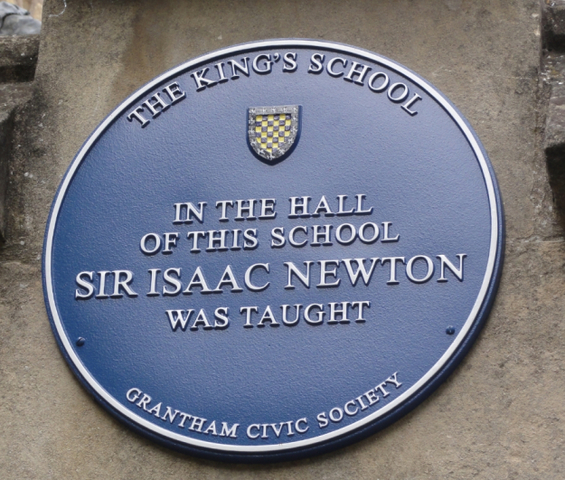 THE KING'S SCHOOL
IN THE HALL
OF THIS SCHOOL
SIR ISAAC NEWTON
WAS TAUGHT
GRANTHAM CIVIC SOCIETY